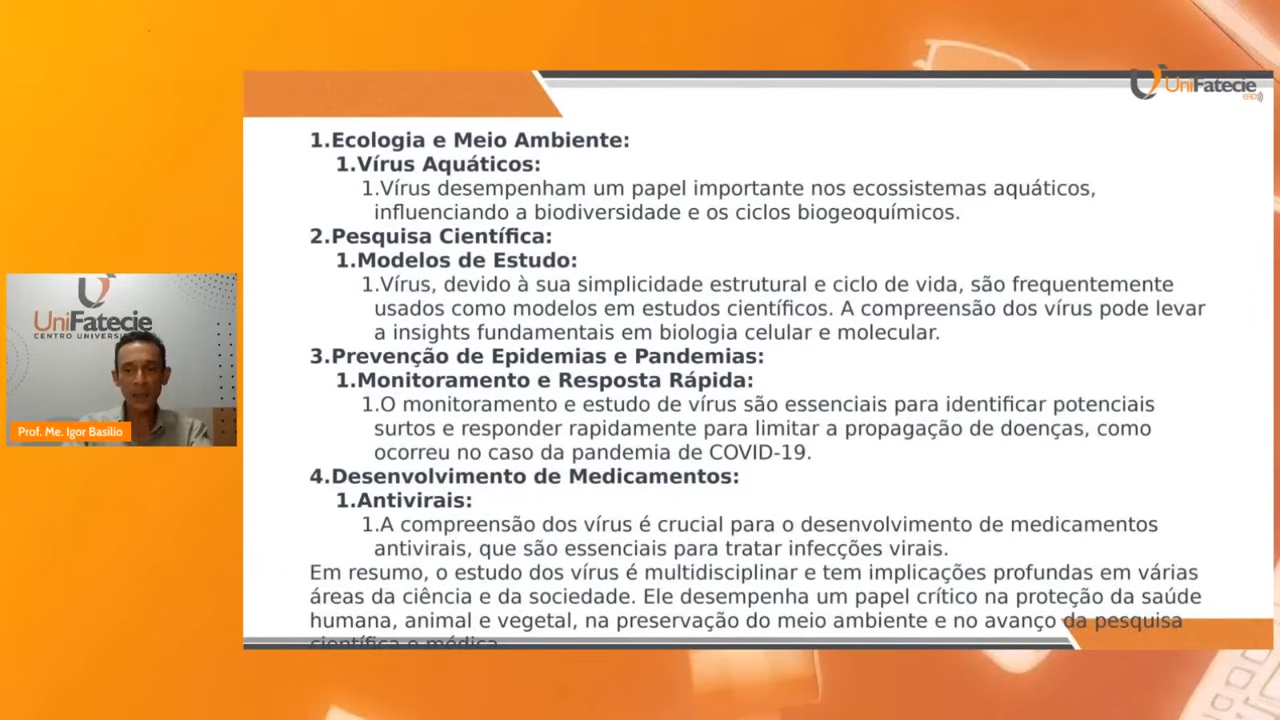 UniFatecie
EAD
1.Ecologia e Meio Ambiente:
1.Vírus Aquáticos:
1.Vírus desempenham um papel importante nos ecossistemas aquáticos,
influenciando a biodiversidade e os ciclos biogeoquímicos.
2.Pesquisa Científica:
1.Modelos de Estudo:
1.Vírus, devido à sua simplicidade estrutural e ciclo de vida, são frequentemente
usados como modelos em estudos científicos. A compreensão dos vírus pode levar
a insights fundamentais em biologia celular e molecular.
3.Prevenção de Epidemias e Pandemias:
1.Monitoramento e Resposta Rápida:
1.O monitoramento e estudo de vírus são essenciais para identificar potenciais
surtos e responder rapidamente para limitar a propagação de doenças, como
ocorreu no caso da pandemia de COVID-19.
4.Desenvolvimento de Medicamentos:
1.Antivirais:
1.A compreensão dos vírus é crucial para o desenvolvimento de medicamentos
antivirais, que são essenciais para tratar infecções virais.
Em resumo, o estudo dos vírus é multidisciplinar e tem implicações profundas em várias
áreas da ciência e da sociedade. Ele desempenha um papel crítico na proteção da saúde
humana, animal e vegetal, na preservação do meio ambiente e no avanço da pesquisa
científica e médica.
UniFatecie
CENTRO UNIVERSI
Prof. Me. Igor Basilio